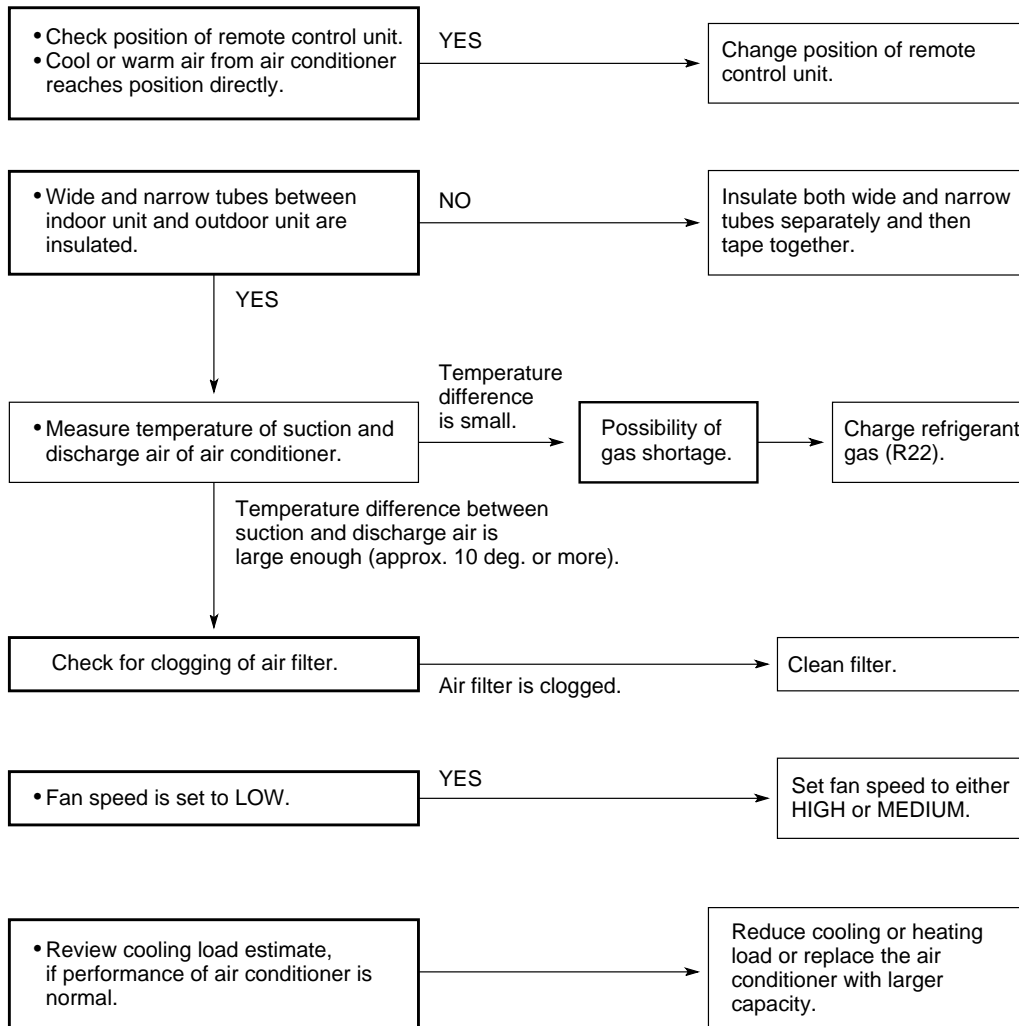 • Check position of remote control unit.
• Cool or warm air from air conditioner
reaches position directly.
YES
Change position of remote
control unit.
• Wide and narrow tubes between
indoor unit and outdoor unit are
insulated.
NO
Insulate both wide and narrow
tubes separately and then
tape together.
YES
• Measure temperature of suction and
discharge air of air conditioner.
Temperature
difference
is small.
Possibility of
gas shortage.
Charge refrigerant
gas (R22).
Temperature difference between
suction and discharge air is
large enough (approx. 10 deg. or more).
Check for clogging of air filter.
Air filter is clogged.
Clean filter.
• Fan speed is set to LOW.
YES
Set fan speed to either
HIGH or MEDIUM.
• Review cooling load estimate,
if performance of air conditioner is
normal.
Reduce cooling or heating
load or replace the air
conditioner with larger
capacity.